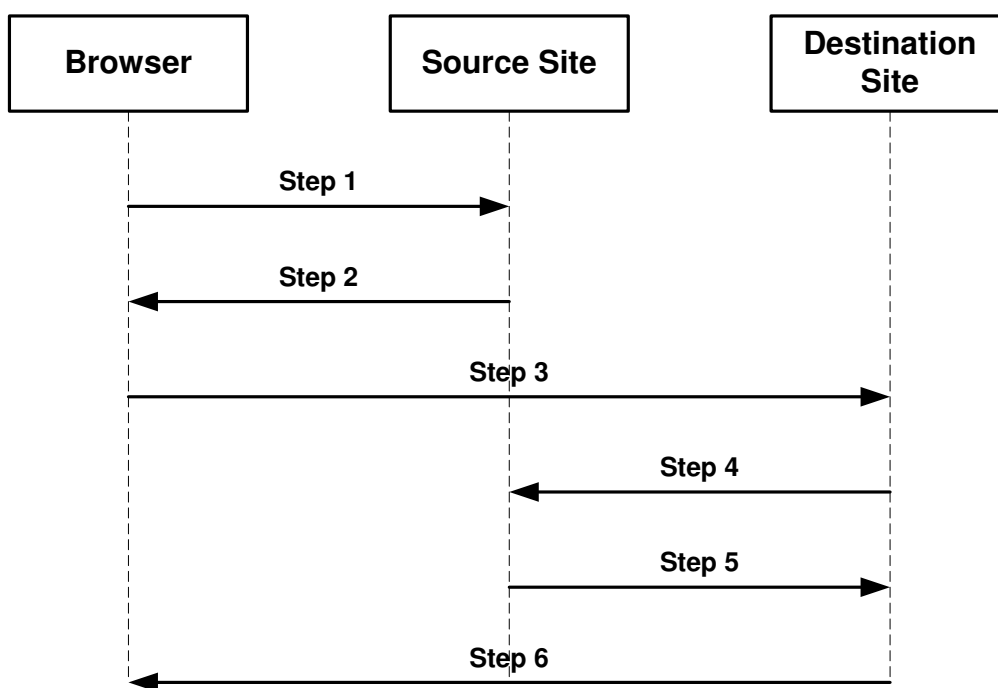 Browser
Source Site
Destination
Site
Step 1
Step 2
Step 3
Step 4
Step 5
Step 6